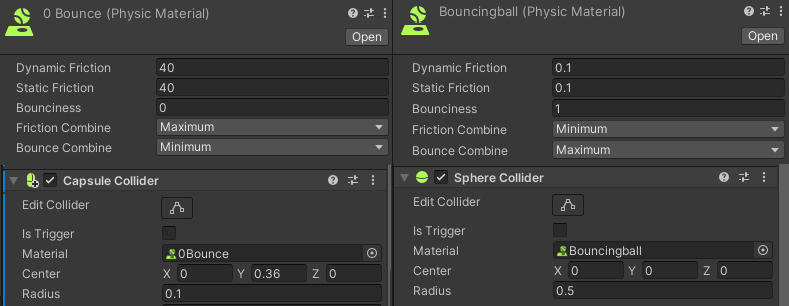 0 Bounce (Physic Material)
Open
Dynamic Friction 40
Static Friction 40
Bounciness 0
Friction Combine Maximum
Bounce Combine Minimum
Capsule Collider
Edit Collider
Is Trigger
Material 0Bounce
Center X 0 Y 0.36 Z 0
Radius 0.1
Bouncingball (Physic Material)
Open
Dynamic Friction 0.1
Static Friction 0.1
Bounciness 1
Friction Combine Minimum
Bounce Combine Maximum
Sphere Collider
Edit Collider
Is Trigger
Material Bouncingball
Center X 0 Y 0 Z 0
Radius 0.5